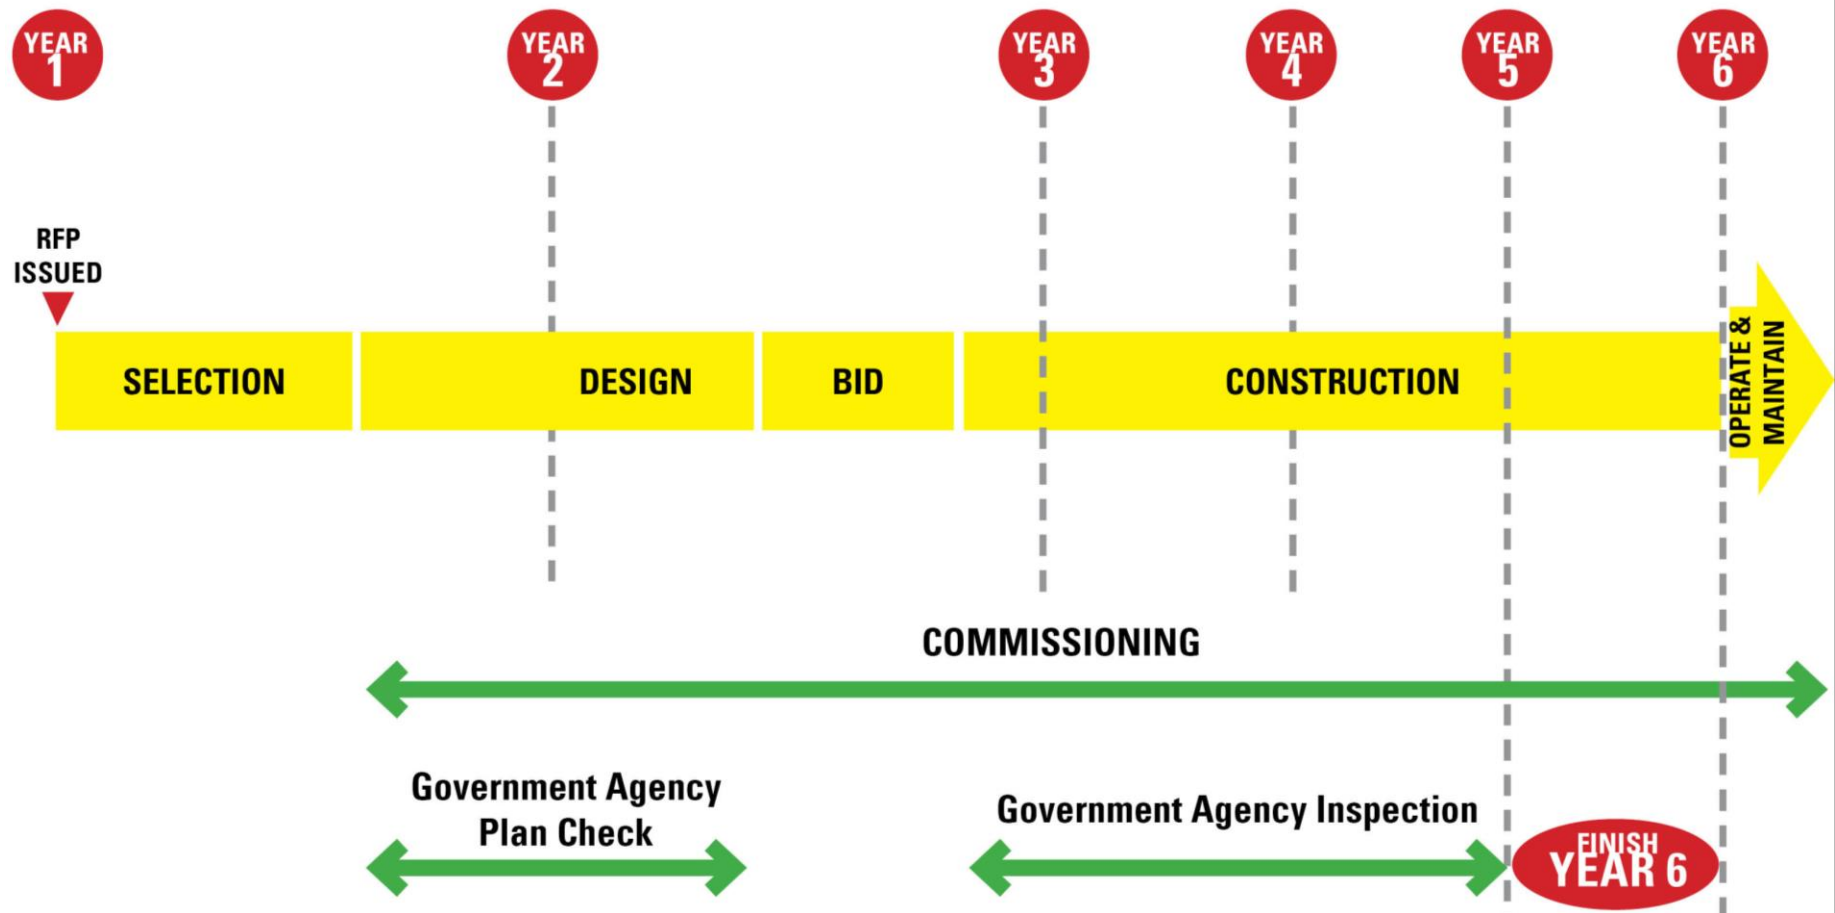 YEAR
1
YEAR
2
YEAR
3
YEAR
4
YEAR
5
YEAR
6
RFP
ISSUED
SELECTION
DESIGN
BID
CONSTRUCTION
OPERATE &
MAINTAIN
COMMISSIONING
Government Agency
Plan Check
Government Agency Inspection
FINISH
YEAR 6